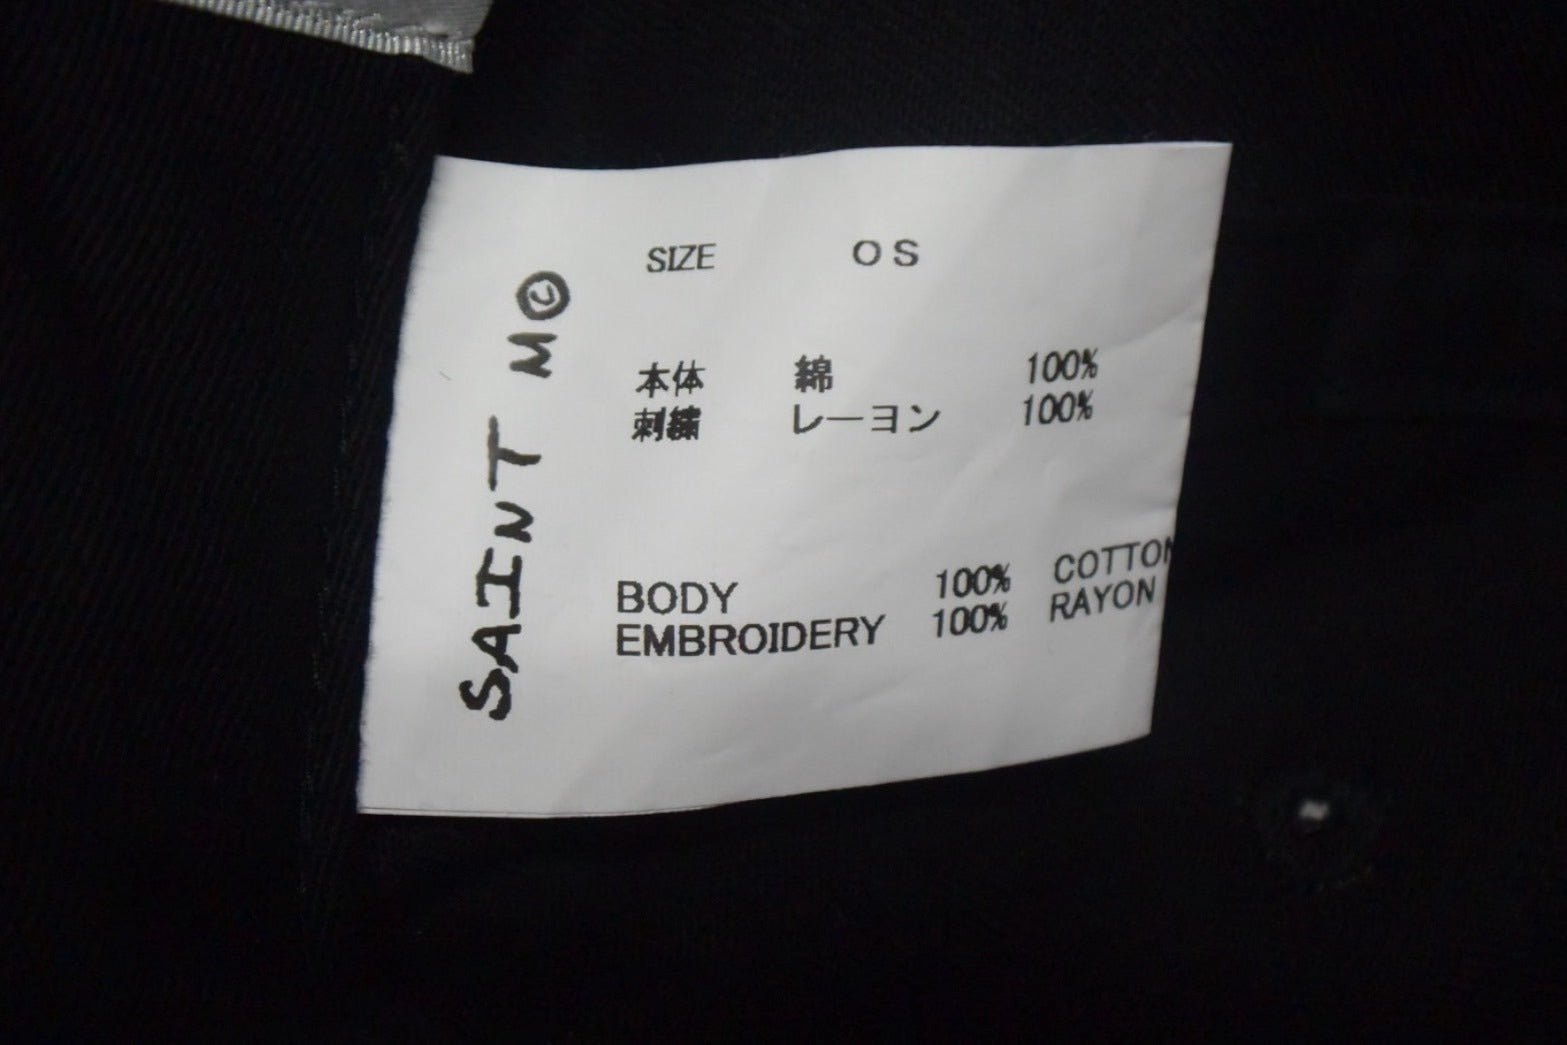 SAINT M©
SIZE OS
本体 綿 100%
刺繍 レーヨン 100%
BODY 100% COTTON
EMBROIDERY 100% RAYON